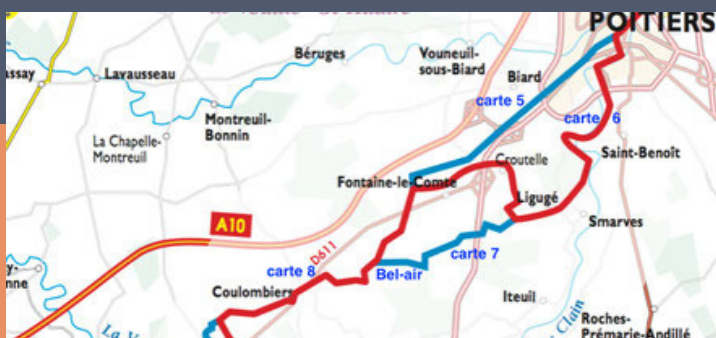 POITIERS
Béruges
Vouneuil-
sous-Biard
Lavausseau
Biard
carte 5
Montreuil-
Bonnin
carte 6
La Chapelle-
Montreuil
Saint-Benoît
Croutelle
Fontaine-le-Comte
Ligugé
Smarves
A10
D611
carte 7
carte 8
Bel-air
Coulombiers
Iteuil
Clain
Roches-
Prémarie-Andillé